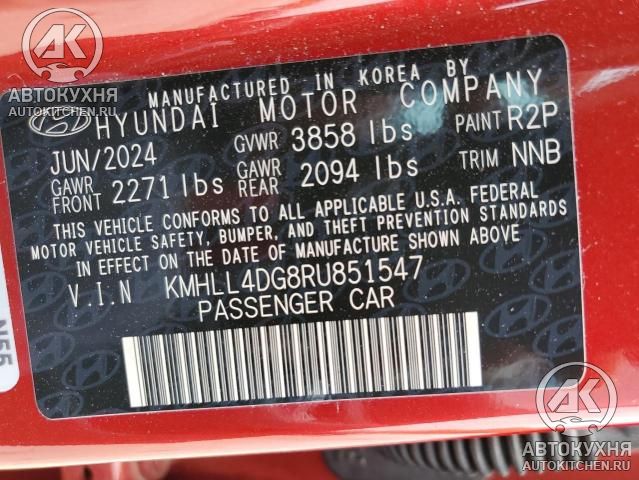 AK
АВТОКУХНЯ
AUTOKITCHEN.RU
MANUFACTURED IN KOREA BY
HYUNDAI MOTOR COMPANY
JUN/2024 GVWR 3858 lbs PAINT R2P
GAWR FRONT 2271 lbs GAWR REAR 2094 lbs TRIM NNB
THIS VEHICLE CONFORMS TO ALL APPLICABLE U.S.A. FEDERAL
MOTOR VEHICLE SAFETY, BUMPER, AND THEFT PREVENTION STANDARDS
IN EFFECT ON THE DATE OF MANUFACTURE SHOWN ABOVE
V.I.N KMHLL4DG8RU851547
PASSENGER CAR
N55
AK
АВТОКУХНЯ
AUTOKITCHEN.RU